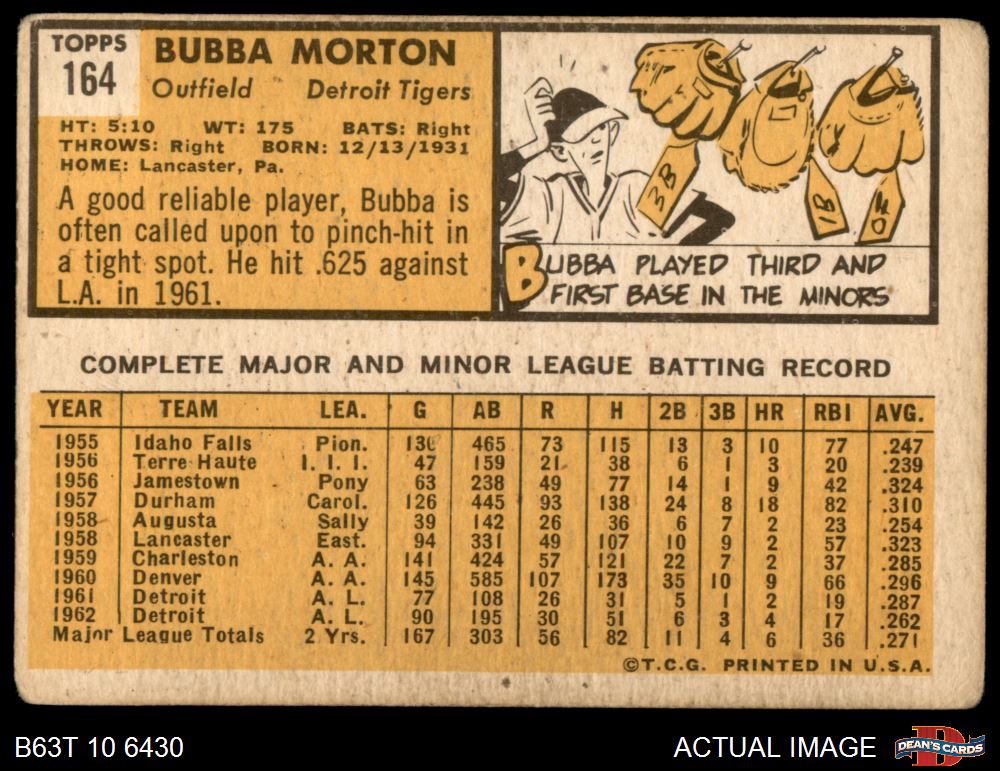 TOPPS
164
BUBBA MORTON
Outfield Detroit Tigers
HT: 5:10 WT: 175 BATS: Right
THROWS: Right BORN: 12/13/1931
HOME: Lancaster, Pa.
A good reliable player, Bubba is
often called upon to pinch-hit in
a tight spot. He hit .625 against
L.A. in 1961.
3B
1B
OF
BUBBA PLAYED THIRD AND
FIRST BASE IN THE MINORS
COMPLETE MAJOR AND MINOR LEAGUE BATTING RECORD
YEAR TEAM LEA. G AB R H 2B 3B HR RBI AVG.
1955 Idaho Falls Pion. 130 465 73 115 13 3 10 77 .247
1956 Terre Haute I. I. I. 47 159 21 38 6 1 3 20 .239
1956 Jamestown Pony 63 238 49 77 14 1 9 42 .324
1957 Durham Carol. 126 445 93 138 24 8 18 82 .310
1958 Augusta Sally 39 142 26 36 6 7 2 23 .254
1958 Lancaster East. 94 331 49 107 10 9 2 57 .323
1959 Charleston A. A. 141 424 57 121 22 7 2 37 .285
1960 Denver A. A. 145 585 107 173 35 10 9 66 .296
1961 Detroit A. L. 77 108 26 31 5 1 2 19 .287
1962 Detroit A. L. 90 195 30 51 6 3 4 17 .262
Major League Totals 2 Yrs. 167 303 56 82 11 4 6 36 .271
©T.C.G. PRINTED IN U.S.A.
B63T 10 6430
ACTUAL IMAGE
D
DEAN'S CARDS